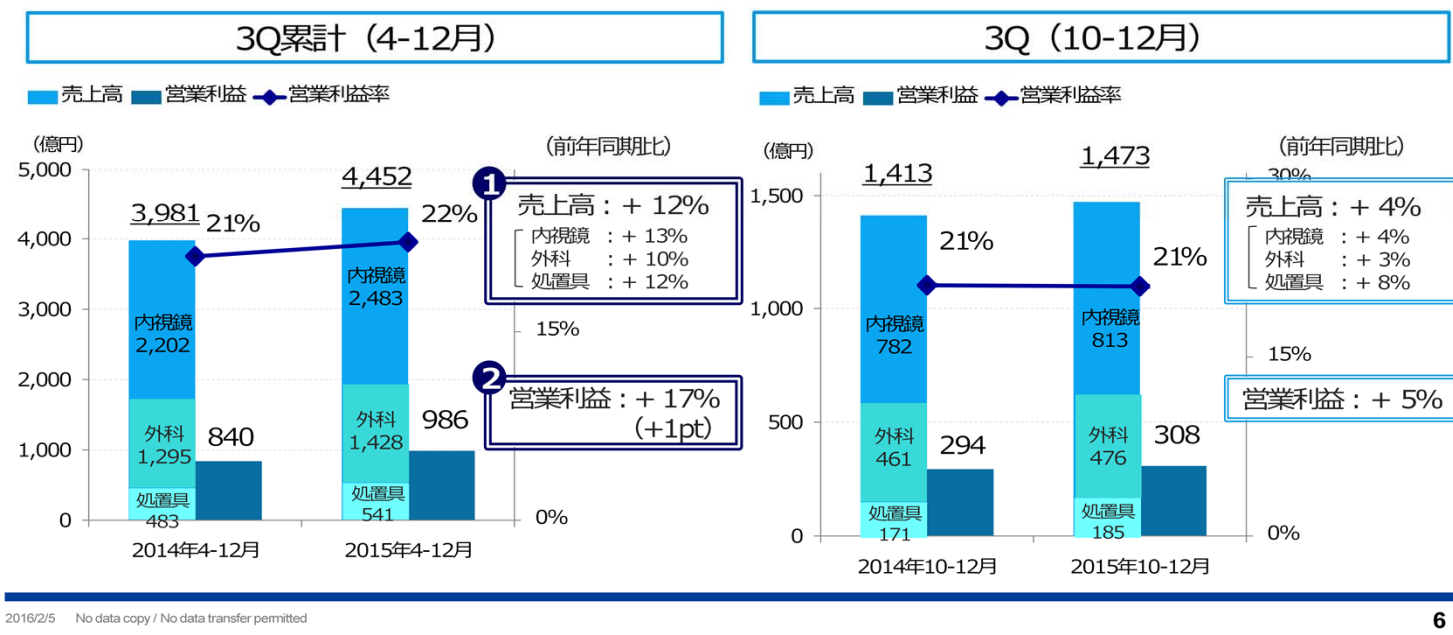 3Q累計（4-12月）
売上高 営業利益 営業利益率
（億円）
（前年同期比）
5,000
4,000
3,000
2,000
1,000
0
15%
0%
3,981
21%
4,452
22%
内視鏡
2,202
外科
1,295
処置具
483
840
内視鏡
2,483
外科
1,428
処置具
541
986
2014年4-12月
2015年4-12月
1
売上高：+ 12%
内視鏡 ：+ 13%
外科 ：+ 10%
処置具 ：+ 12%
2
営業利益：+ 17%
（+1pt）
3Q（10-12月）
売上高 営業利益 営業利益率
（億円）
（前年同期比）
1,500
1,000
500
0
30%
15%
0%
1,413
21%
1,473
21%
内視鏡
782
外科
461
処置具
171
294
内視鏡
813
外科
476
処置具
185
308
2014年10-12月
2015年10-12月
売上高：+ 4%
内視鏡 ：+ 4%
外科 ：+ 3%
処置具 ：+ 8%
営業利益：+ 5%
2016/2/5 No data copy / No data transfer permitted
6